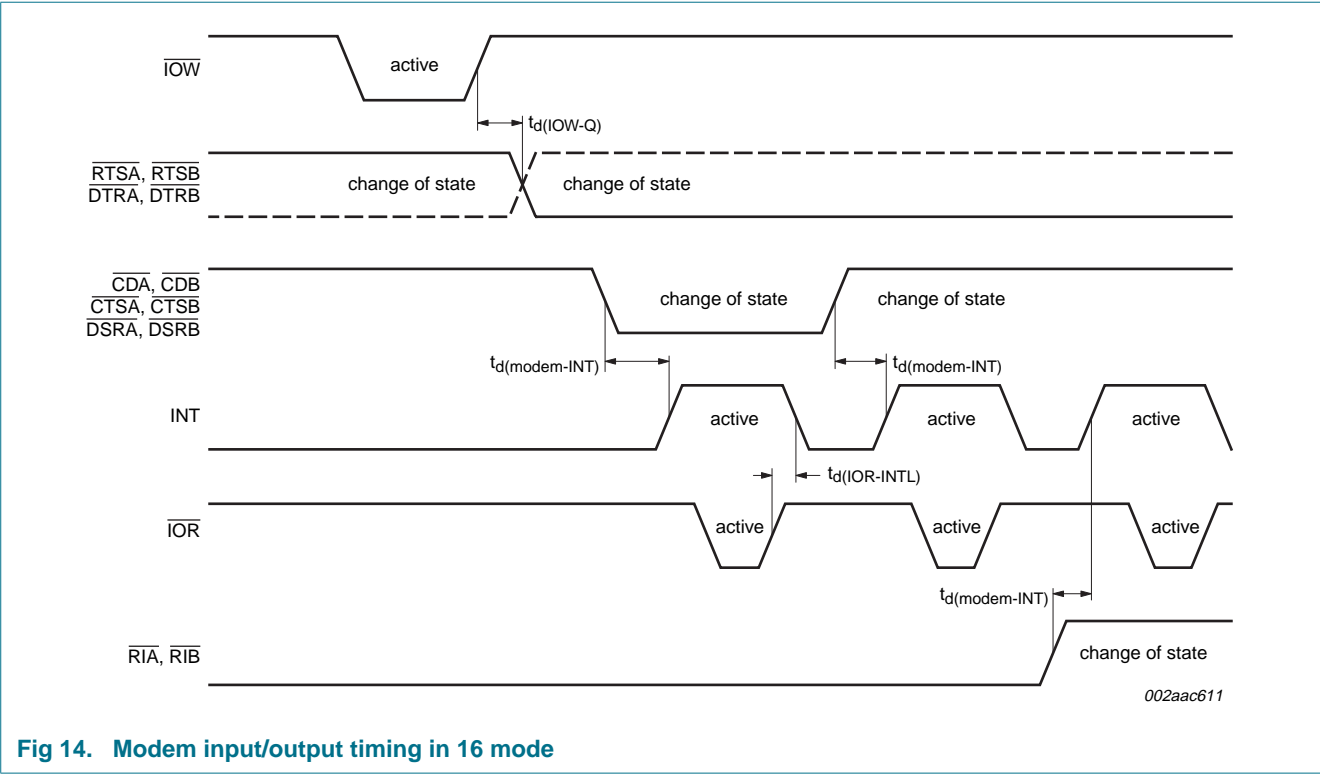 IOW
active
td(IOW-Q)
RTSA, RTSB
DTRA, DTRB
change of state
change of state
CDA, CDB
CTSA, CTSB
DSRA, DSRB
change of state
change of state
td(modem-INT)
td(modem-INT)
INT
active
active
active
td(IOR-INTL)
IOR
active
active
active
td(modem-INT)
RIA, RIB
change of state
002aac611
Fig 14. Modem input/output timing in 16 mode